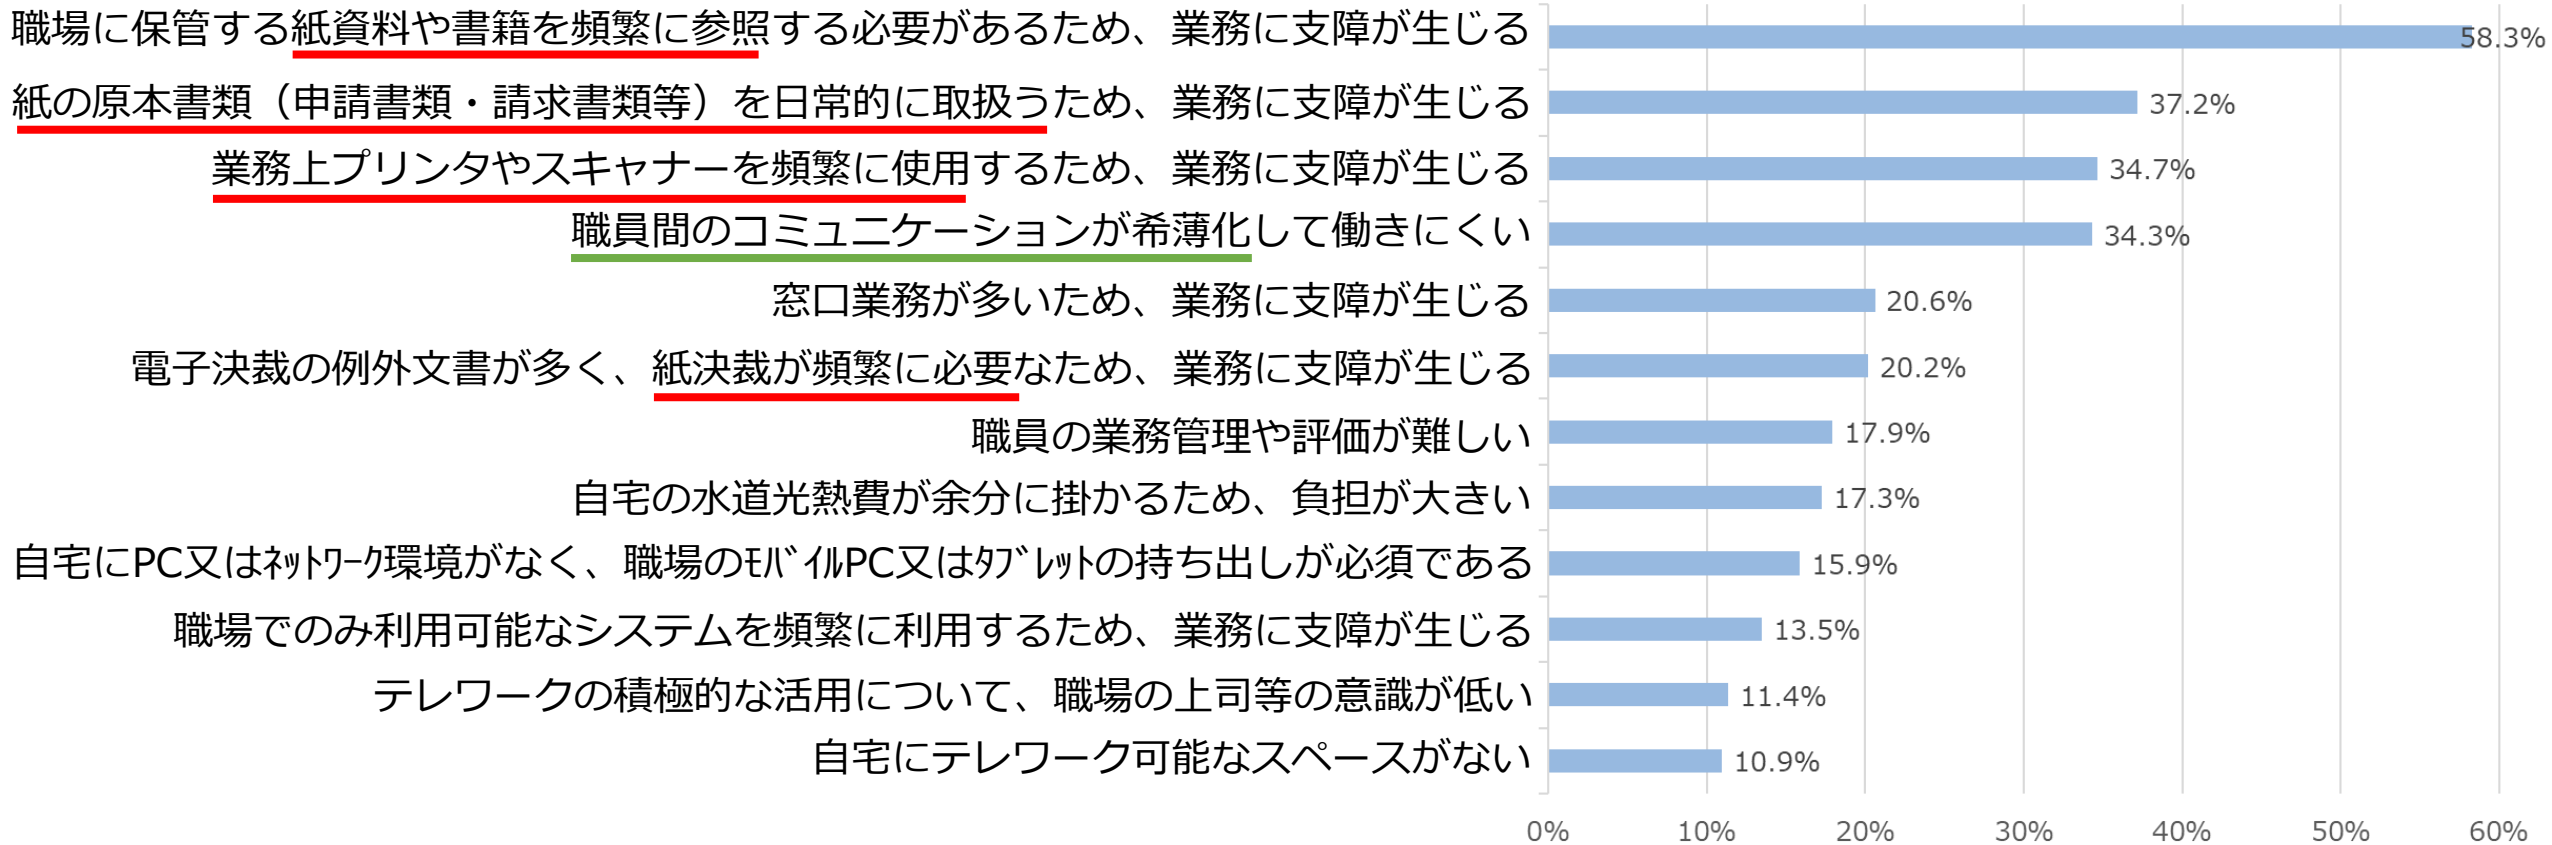 職場に保管する紙資料や書籍を頻繁に参照する必要があるため、業務に支障が生じる 58.3%
紙の原本書類（申請書類・請求書類等）を日常的に取扱うため、業務に支障が生じる 37.2%
業務上プリンタやスキャナーを頻繁に使用するため、業務に支障が生じる 34.7%
職員間のコミュニケーションが希薄化して働きにくい 34.3%
窓口業務が多いため、業務に支障が生じる 20.6%
電子決裁の例外文書が多く、紙決裁が頻繁に必要なため、業務に支障が生じる 20.2%
職員の業務管理や評価が難しい 17.9%
自宅の水道光熱費が余分に掛かるため、負担が大きい 17.3%
自宅にPC又はﾈｯﾄﾜｰｸ環境がなく、職場のﾓﾊﾞｲﾙPC又はﾀﾌﾞﾚｯﾄの持ち出しが必須である 15.9%
職場でのみ利用可能なシステムを頻繁に利用するため、業務に支障が生じる 13.5%
テレワークの積極的な活用について、職場の上司等の意識が低い 11.4%
自宅にテレワーク可能なスペースがない 10.9%
0% 10% 20% 30% 40% 50% 60%